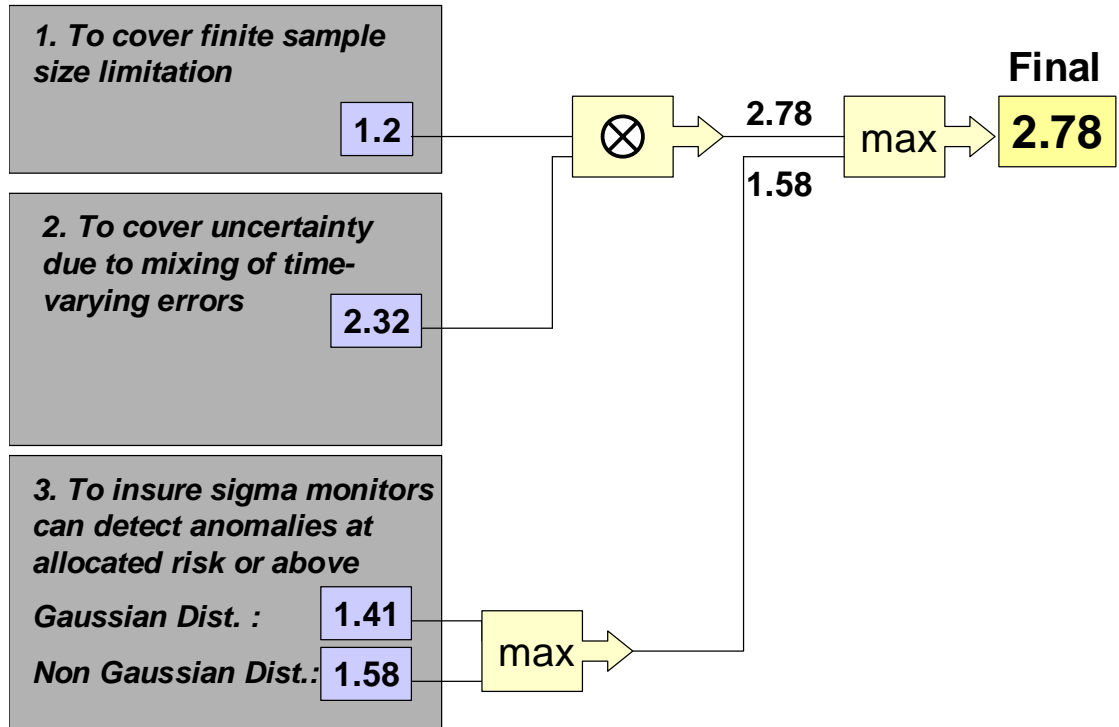 1. To cover finite sample
size limitation
1.2
2. To cover uncertainty
due to mixing of time-
varying errors
2.32
3. To insure sigma monitors
can detect anomalies at
allocated risk or above
Gaussian Dist. :
1.41
Non Gaussian Dist.:
1.58
max
2.78
1.58
max
Final
2.78